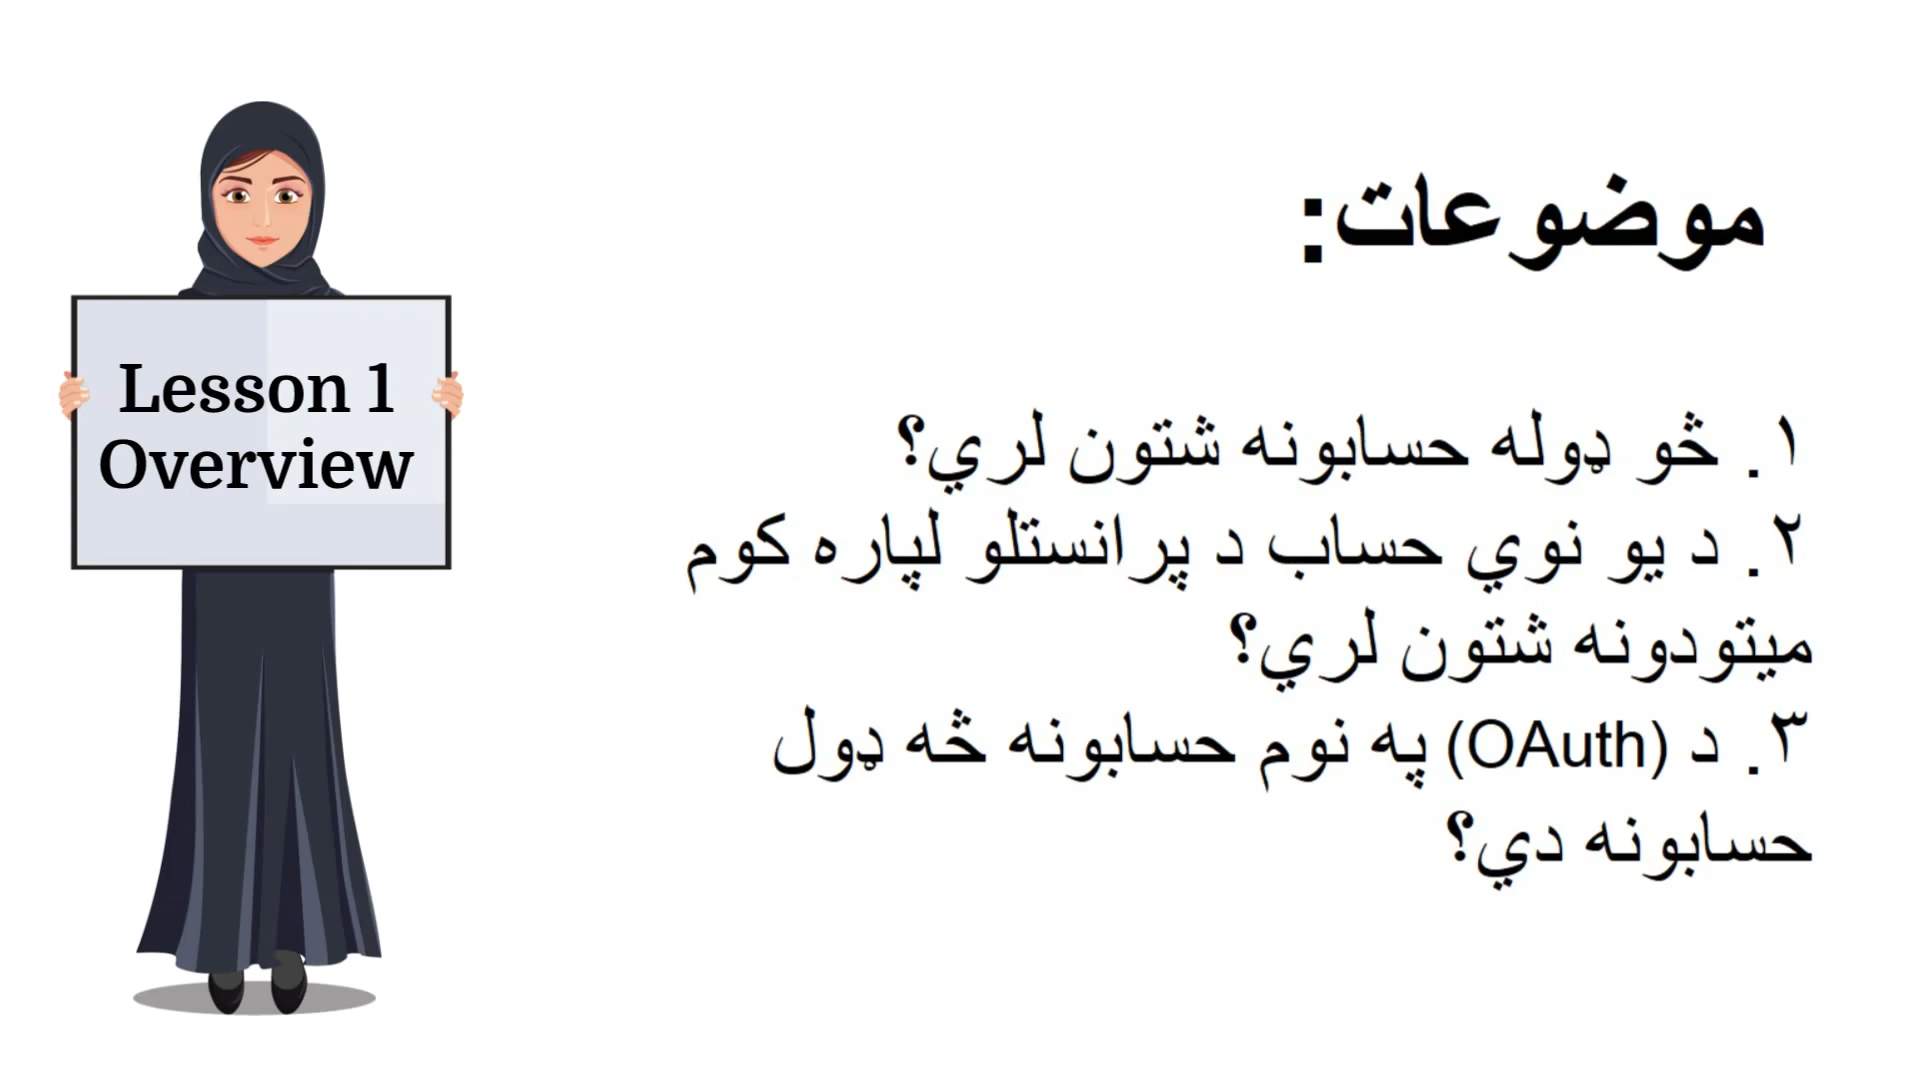 Lesson 1
Overview
موضوعات:
۱. څو ډوله حسابونه شتون لري؟
۲. د یو نوي حساب د پرانستلو لپاره کوم
میتودونه شتون لري؟
۳. د (OAuth) په نوم حسابونه څه ډول
حسابونه دي؟